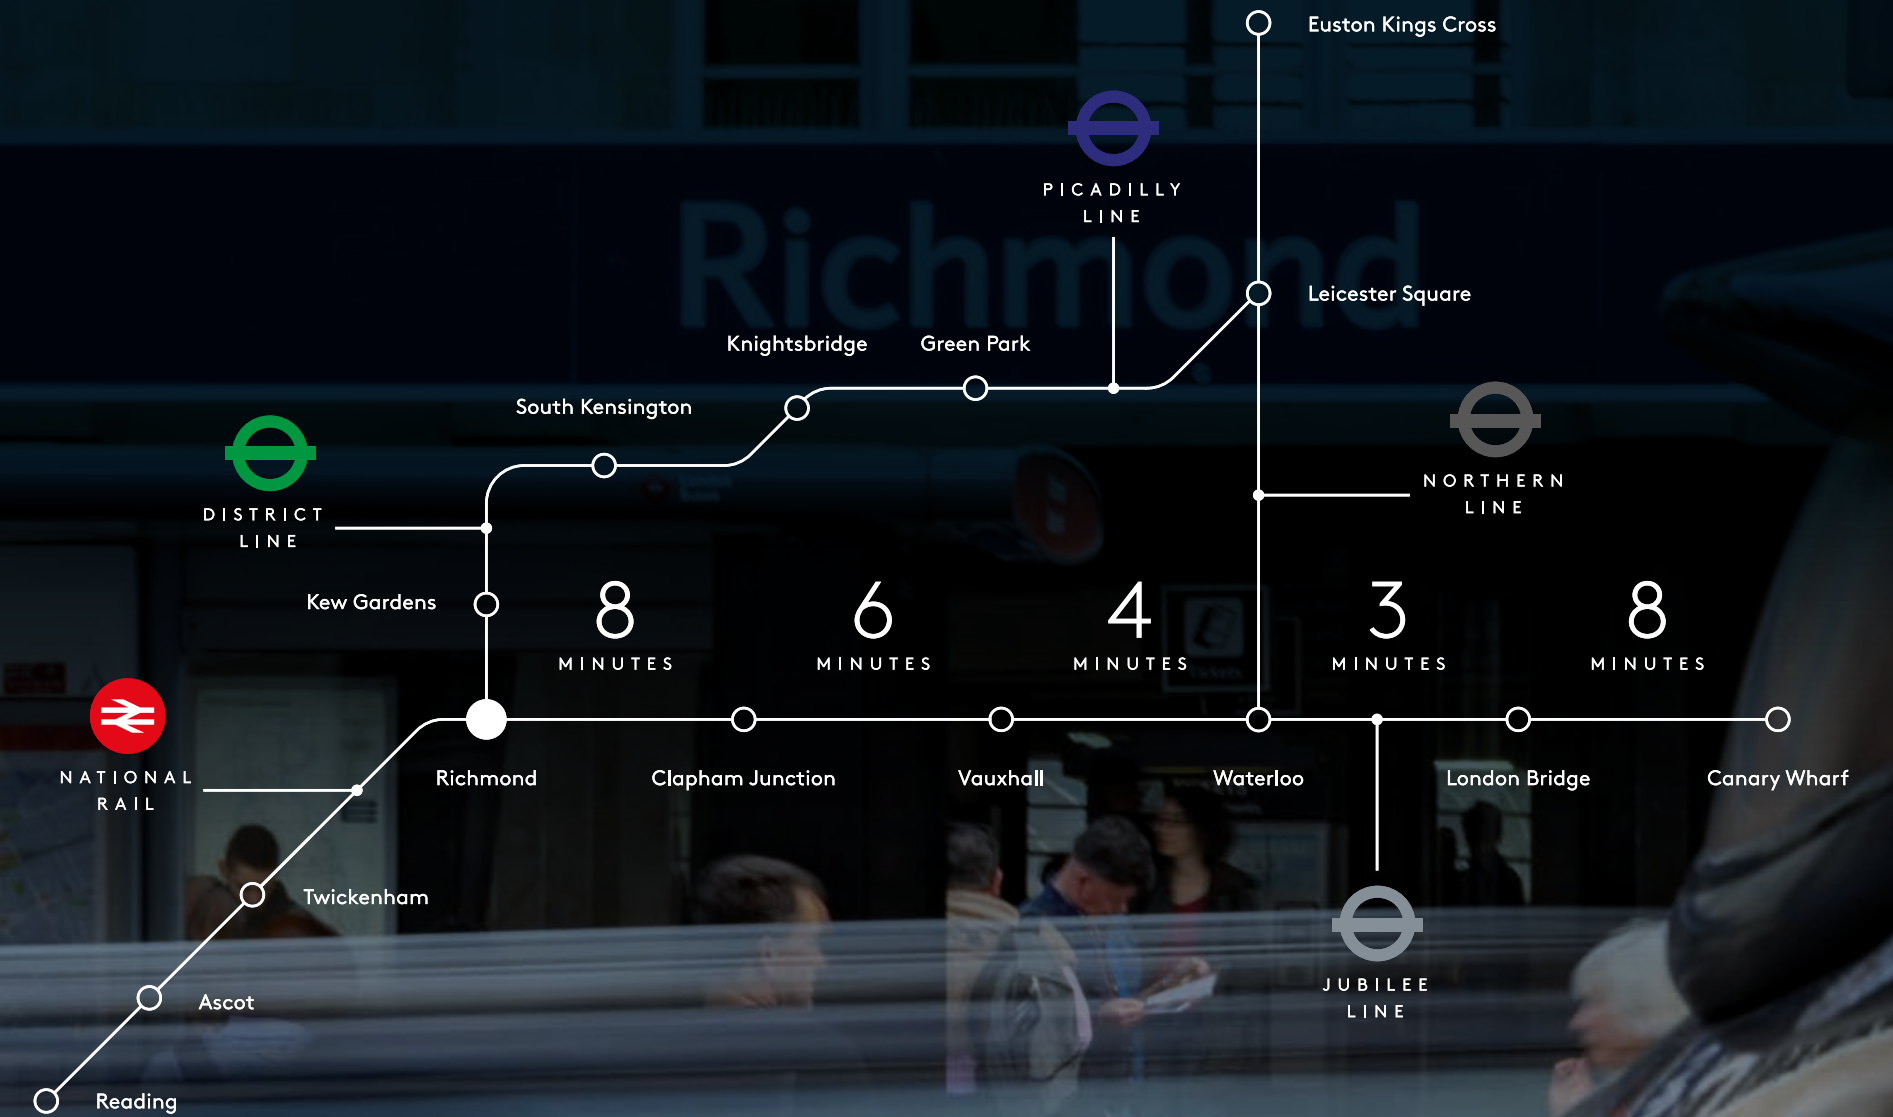 Euston Kings Cross
PICADILLY
LINE
Richmond
Leicester Square
Knightsbridge
Green Park
South Kensington
DISTRICT
LINE
NORTHERN
LINE
Kew Gardens
8
MINUTES
6
MINUTES
4
MINUTES
3
MINUTES
8
MINUTES
Tickets
NATIONAL
RAIL
Richmond
Clapham Junction
Vauxhall
Waterloo
London Bridge
Canary Wharf
Twickenham
Ascot
JUBILEE
LINE
Reading